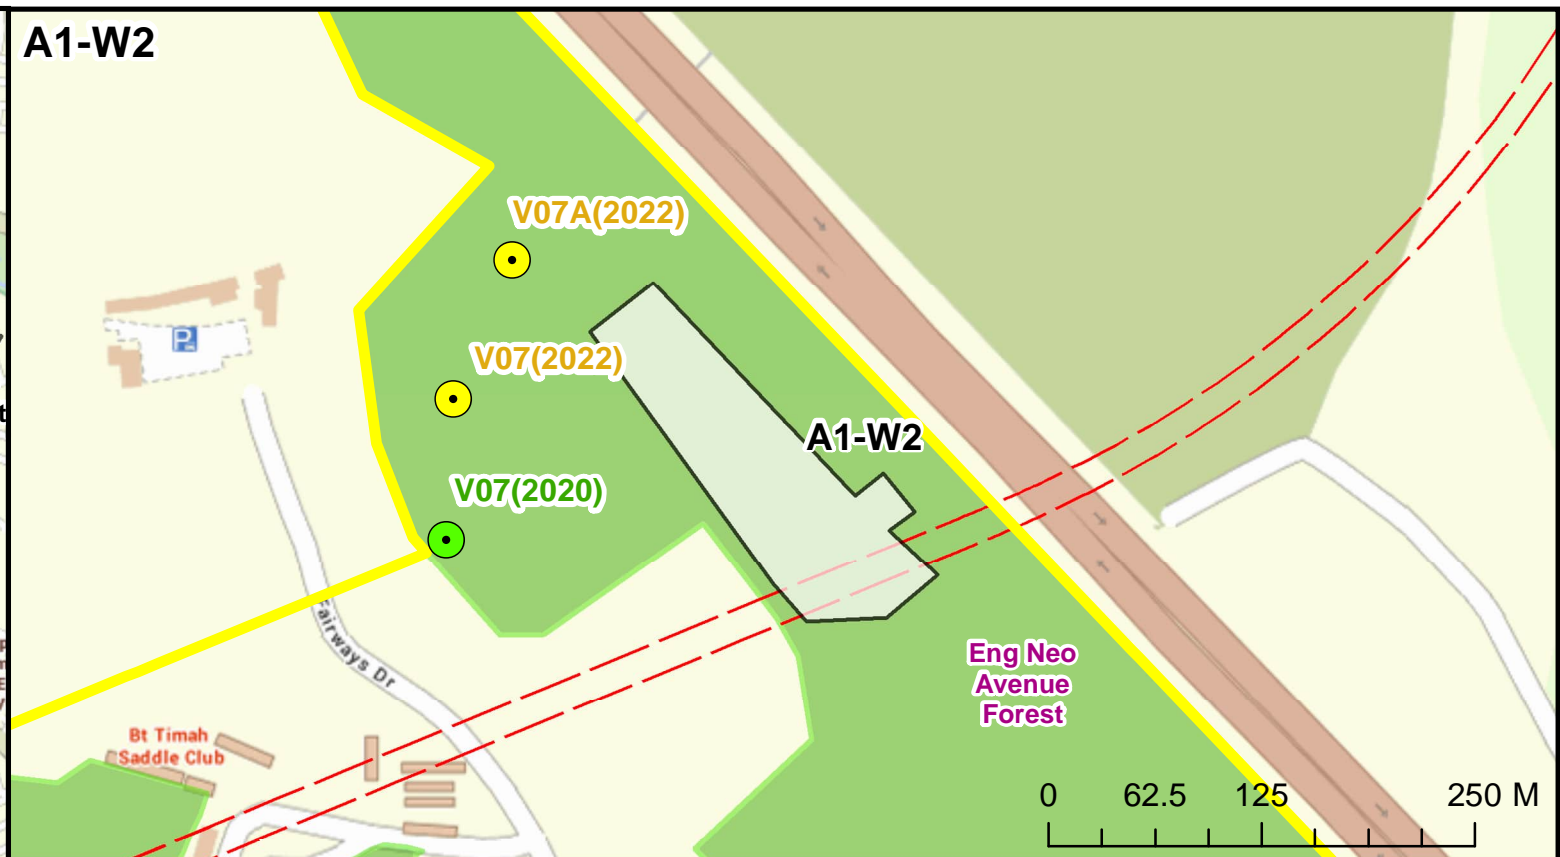 A1-W2
V07A(2022)
P
V07(2022)
A1-W2
V07(2020)
Fairways Dr
Eng Neo
Avenue
Forest
Bt Timah
Saddle Club
0 62.5 125 250 M